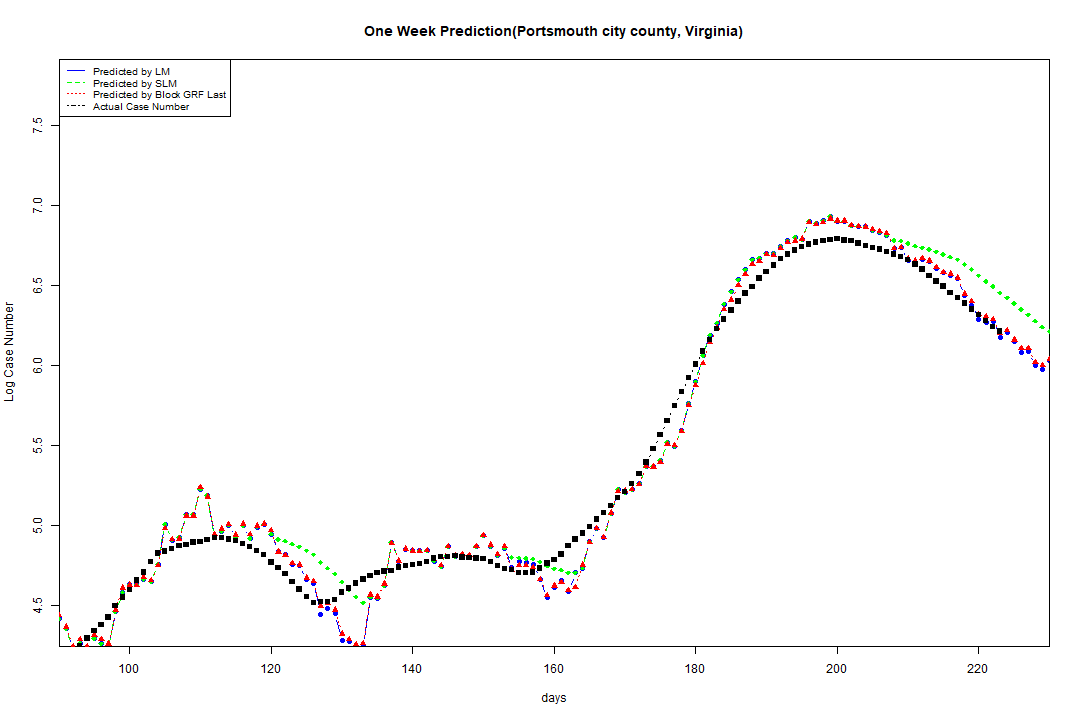 One Week Prediction(Portsmouth city county, Virginia)
Predicted by LM
Predicted by SLM
Predicted by Block GRF Last
Actual Case Number
7.5
7.0
6.5
6.0
5.5
5.0
4.5
Log Case Number
100 120 140 160 180 200 220
days